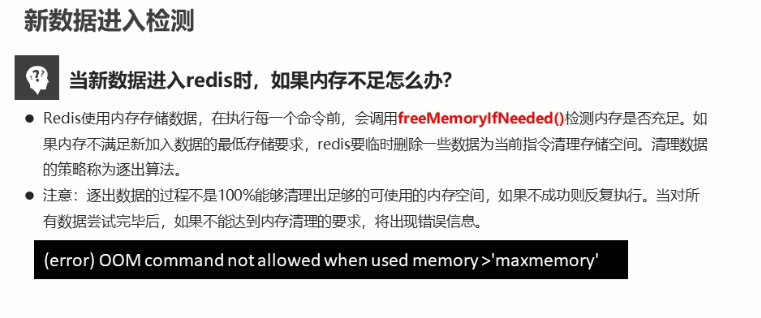 新数据进入检测
当新数据进入redis时，如果内存不足怎么办?
● Redis使用内存存储数据，在执行每一个命令前，会调用freeMemoryIfNeeded()检测内存是否充足。如
果内存不满足新加入数据的最低存储要求，redis要临时删除一些数据为当前指令清理存储空间。清理数据
的策略称为逐出算法。
● 注意：逐出数据的过程不是100%能够清理出足够的可使用的内存空间，如果不成功则反复执行。当对所
有数据尝试完毕后，如果不能达到内存清理的要求，将出现错误信息。
(error) OOM command not allowed when used memory >'maxmemory'